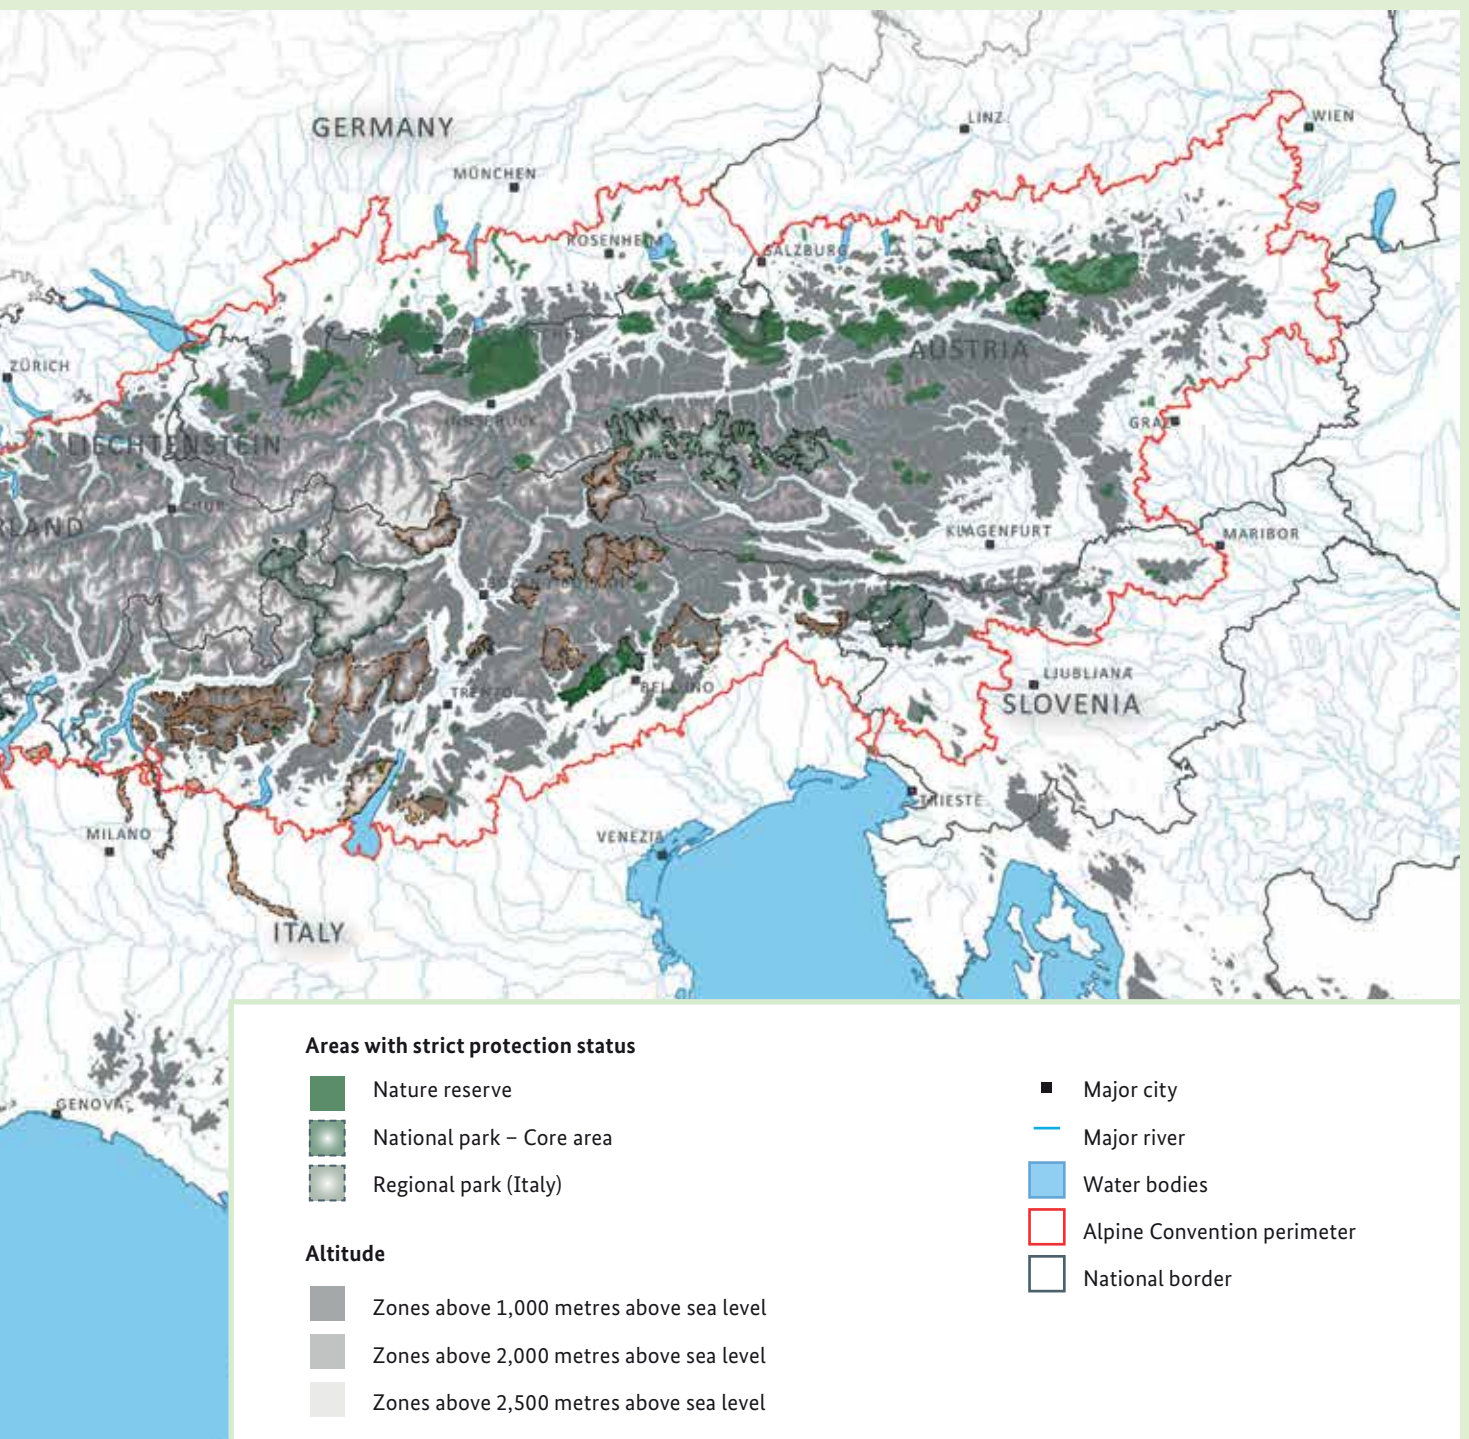 LINZ
WIEN
GERMANY
MÜNCHEN
ROSENHEIM
SALZBURG
ZÜRICH
AUSTRIA
INNSBRUCK
GRAZ
LIECHTENSTEIN
CHUR
RLAND
KLAGENFURT
MARIBOR
LJUBLJANA
TRENTO
BELLUNO
SLOVENIA
TRIESTE
MILANO
VENEZIA
ITALY
GENOVA
Areas with strict protection status
Nature reserve
National park – Core area
Regional park (Italy)
Altitude
Zones above 1,000 metres above sea level
Zones above 2,000 metres above sea level
Zones above 2,500 metres above sea level
Major city
Major river
Water bodies
Alpine Convention perimeter
National border